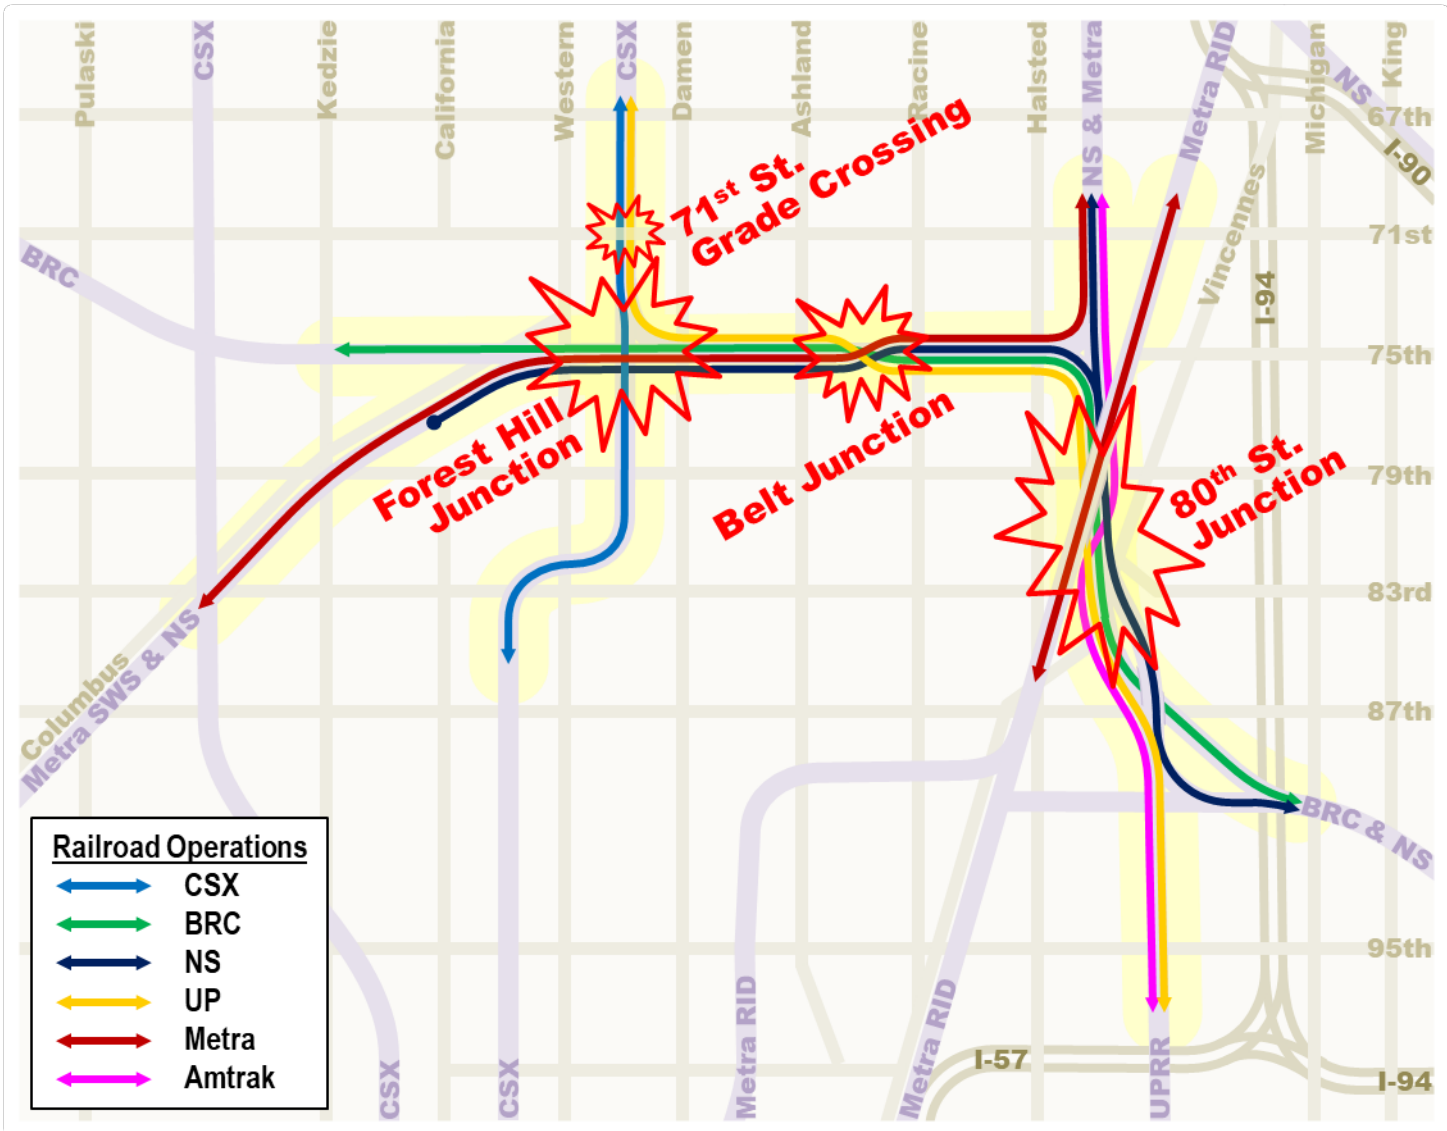 Pulaski
CSX
Kedzie
California
Western
CSX
Damen
Ashland
Racine
Halsted
NS & Metra
Metra RID
Michigan
King
NS
67th
I-90
71st St.
Grade Crossing
71st
Vincennes
I-94
BRC
75th
Forest Hill
Junction
Belt Junction
80th St.
Junction
79th
83rd
Columbus
Metra SWS & NS
87th
BRC & NS
95th
Railroad Operations
CSX
BRC
NS
UP
Metra
Amtrak
CSX
CSX
Metra RID
Metra RID
I-57
UPRR
I-94